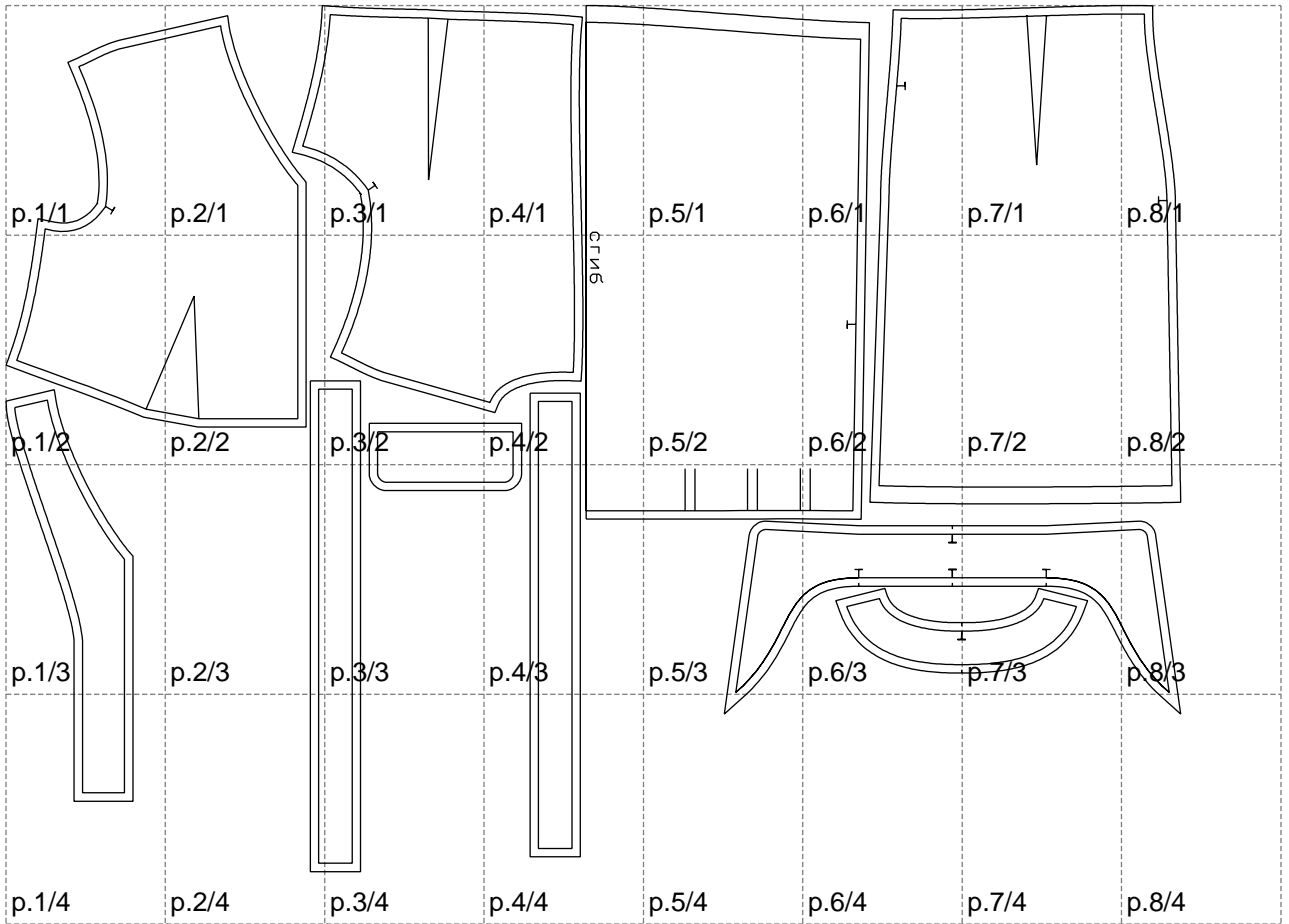 p.1/1 p.2/1 p.3/1 p.4/1 p.5/1 p.6/1 p.7/1 p.8/1
сгиб
p.1/2 p.2/2 p.3/2 p.4/2 p.5/2 p.6/2 p.7/2 p.8/2
p.1/3 p.2/3 p.3/3 p.4/3 p.5/3 p.6/3 p.7/3 p.8/3
p.1/4 p.2/4 p.3/4 p.4/4 p.5/4 p.6/4 p.7/4 p.8/4